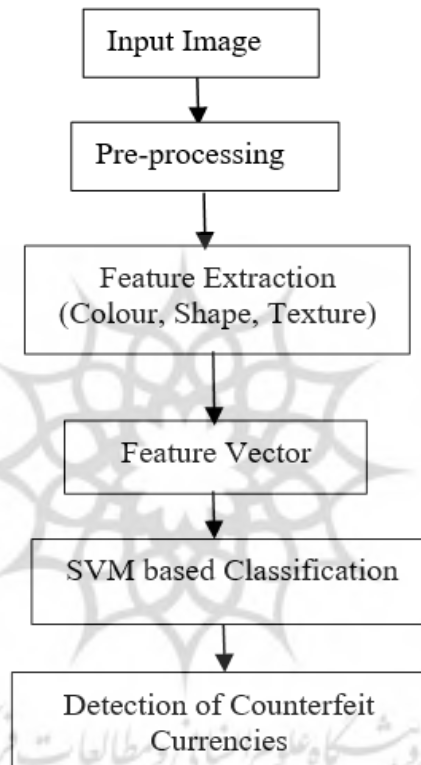 Input Image
Pre-processing
Feature Extraction
(Colour, Shape, Texture)
Feature Vector
SVM based Classification
Detection of Counterfeit
Currencies